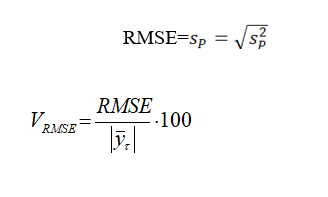 RMSE=s_P = √s_P^2
V_RMSE = RMSE / |ȳ_τ| · 100